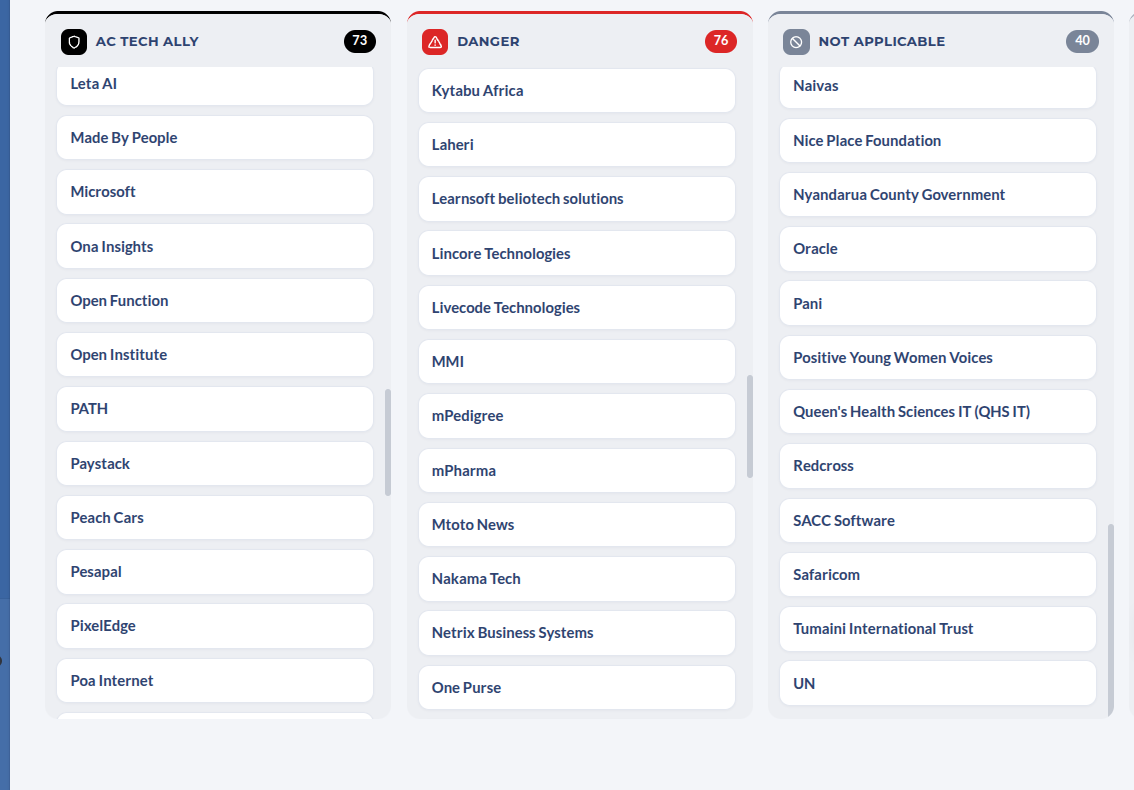 AC TECH ALLY 73
Leta AI
Made By People
Microsoft
Ona Insights
Open Function
Open Institute
PATH
Paystack
Peach Cars
Pesapal
PixelEdge
Poa Internet
DANGER 76
Kytabu Africa
Laheri
Learnsoft beliotech solutions
Lincore Technologies
Livecode Technologies
MMI
mPedigree
mPharma
Mtoto News
Nakama Tech
Netrix Business Systems
One Purse
NOT APPLICABLE 40
Naivas
Nice Place Foundation
Nyandarua County Government
Oracle
Pani
Positive Young Women Voices
Queen's Health Sciences IT (QHS IT)
Redcross
SACC Software
Safaricom
Tumaini International Trust
UN